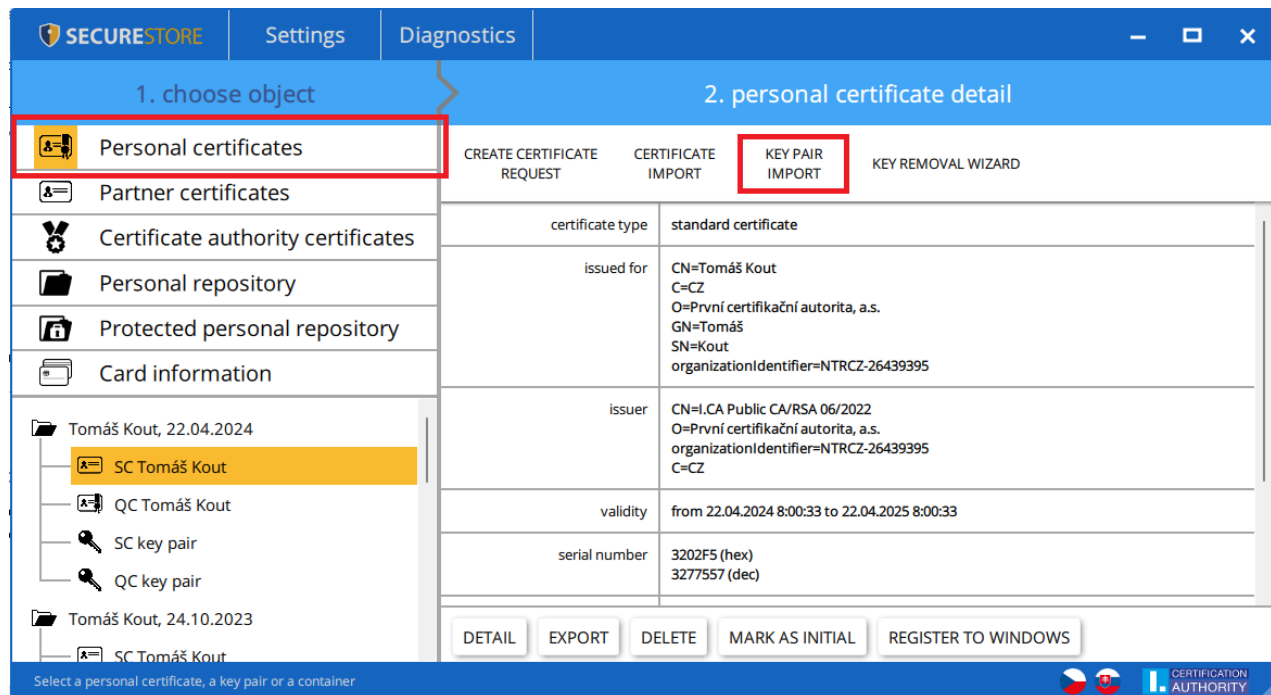 SECURESTORE
Settings
Diagnostics
1. choose object
2. personal certificate detail
Personal certificates
Partner certificates
Certificate authority certificates
Personal repository
Protected personal repository
Card information
Tomáš Kout, 22.04.2024
SC Tomáš Kout
QC Tomáš Kout
SC key pair
QC key pair
Tomáš Kout, 24.10.2023
SC Tomáš Kout
CREATE CERTIFICATE
REQUEST
CERTIFICATE
IMPORT
KEY PAIR
IMPORT
KEY REMOVAL WIZARD
certificate type
standard certificate
issued for
CN=Tomáš Kout
C=CZ
O=První certifikační autorita, a.s.
GN=Tomáš
SN=Kout
organizationIdentifier=NTRCZ-26439395
issuer
CN=I.CA Public CA/RSA 06/2022
O=První certifikační autorita, a.s.
organizationIdentifier=NTRCZ-26439395
C=CZ
validity
from 22.04.2024 8:00:33 to 22.04.2025 8:00:33
serial number
3202F5 (hex)
3277557 (dec)
DETAIL
EXPORT
DELETE
MARK AS INITIAL
REGISTER TO WINDOWS
Select a personal certificate, a key pair or a container
CERTIFICATION
AUTHORITY